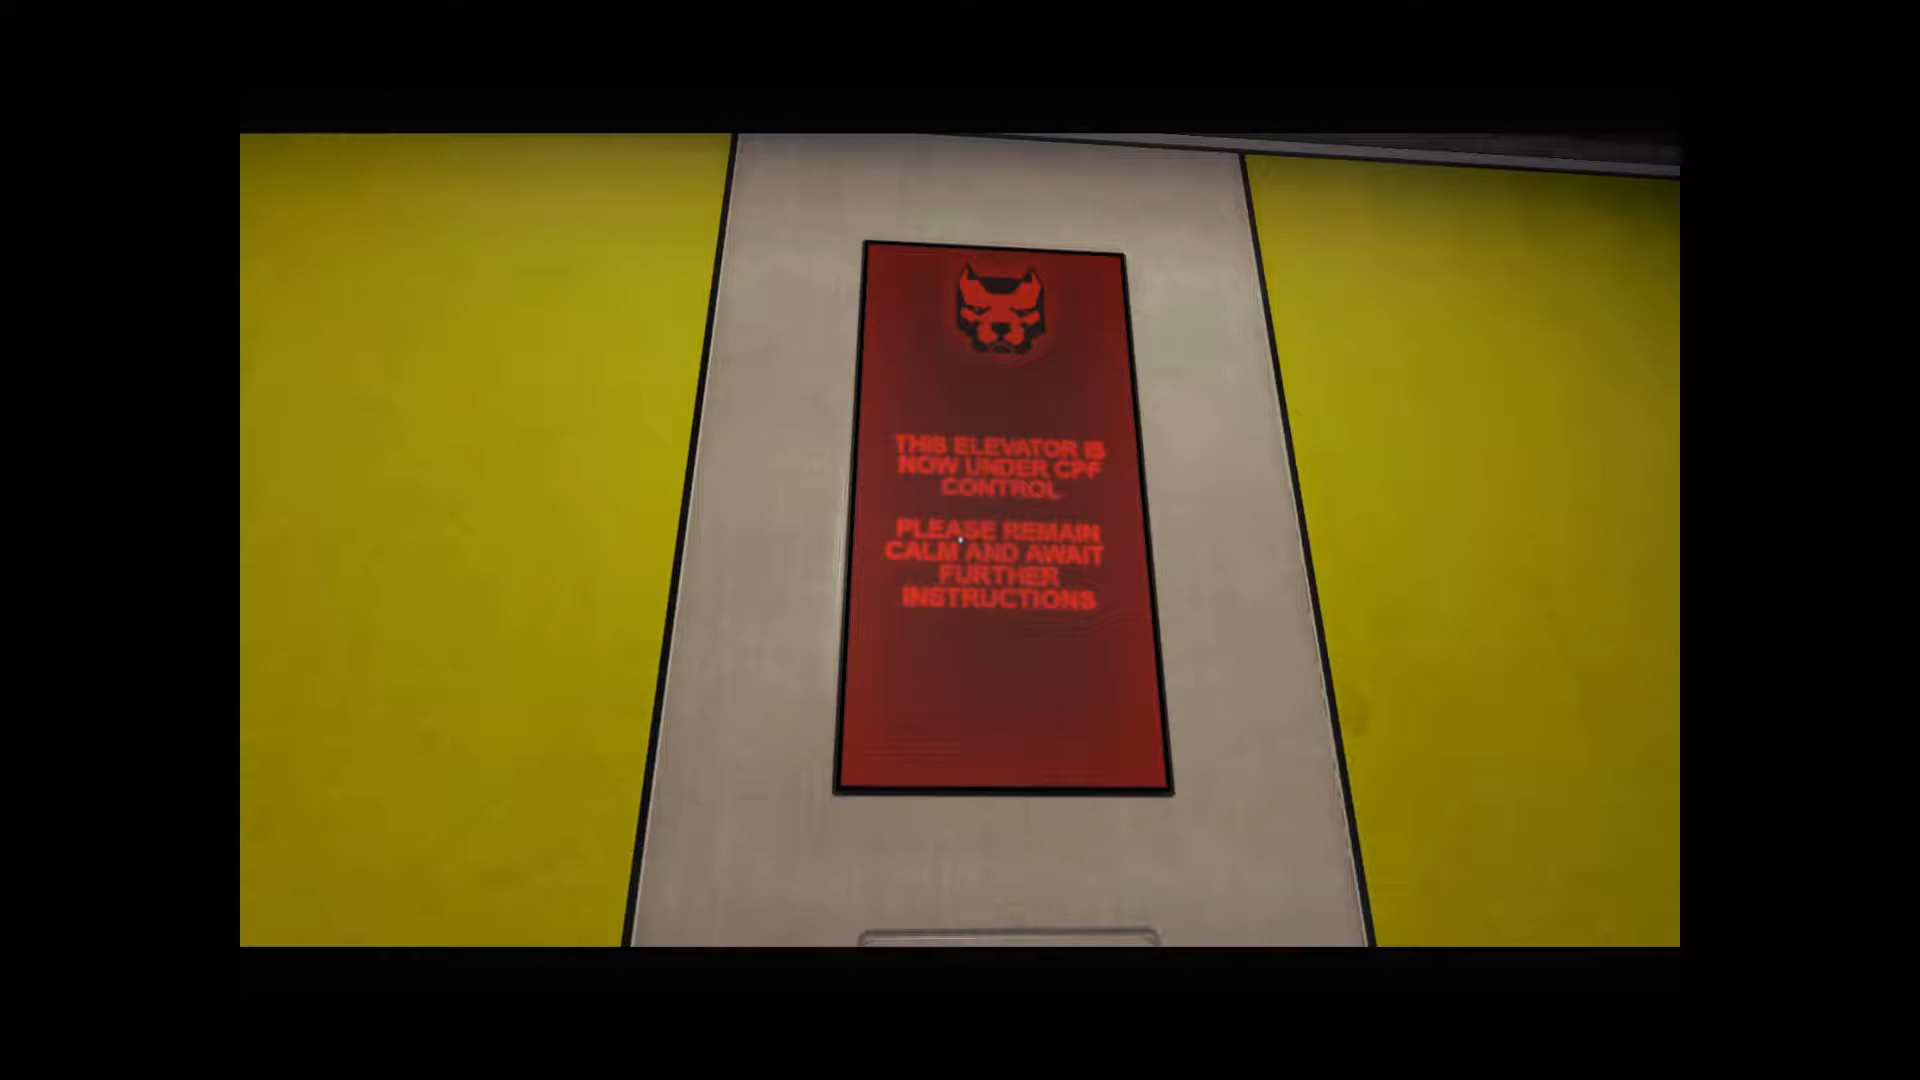 THIS ELEVATOR IS
NOW UNDER CPF
CONTROL
PLEASE REMAIN
CALM AND AWAIT
FURTHER
INSTRUCTIONS